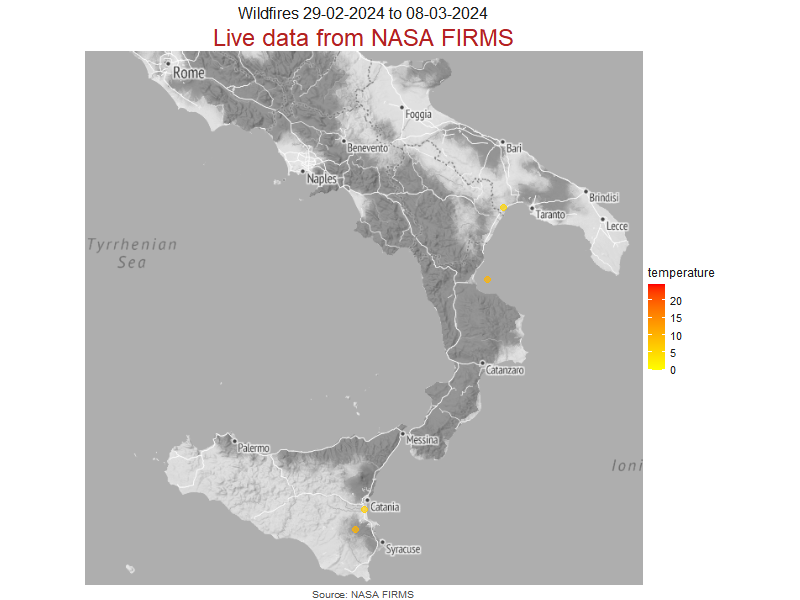 Wildfires 29-02-2024 to 08-03-2024
Live data from NASA FIRMS
Rome
Foggia
Benevento
Bari
Naples
Brindisi
Taranto
Lecce
Tyrrhenian
Sea
temperature
20
15
10
5
0
Catanzaro
Messina
Palermo
Ioni
Catania
Syracuse
Source: NASA FIRMS